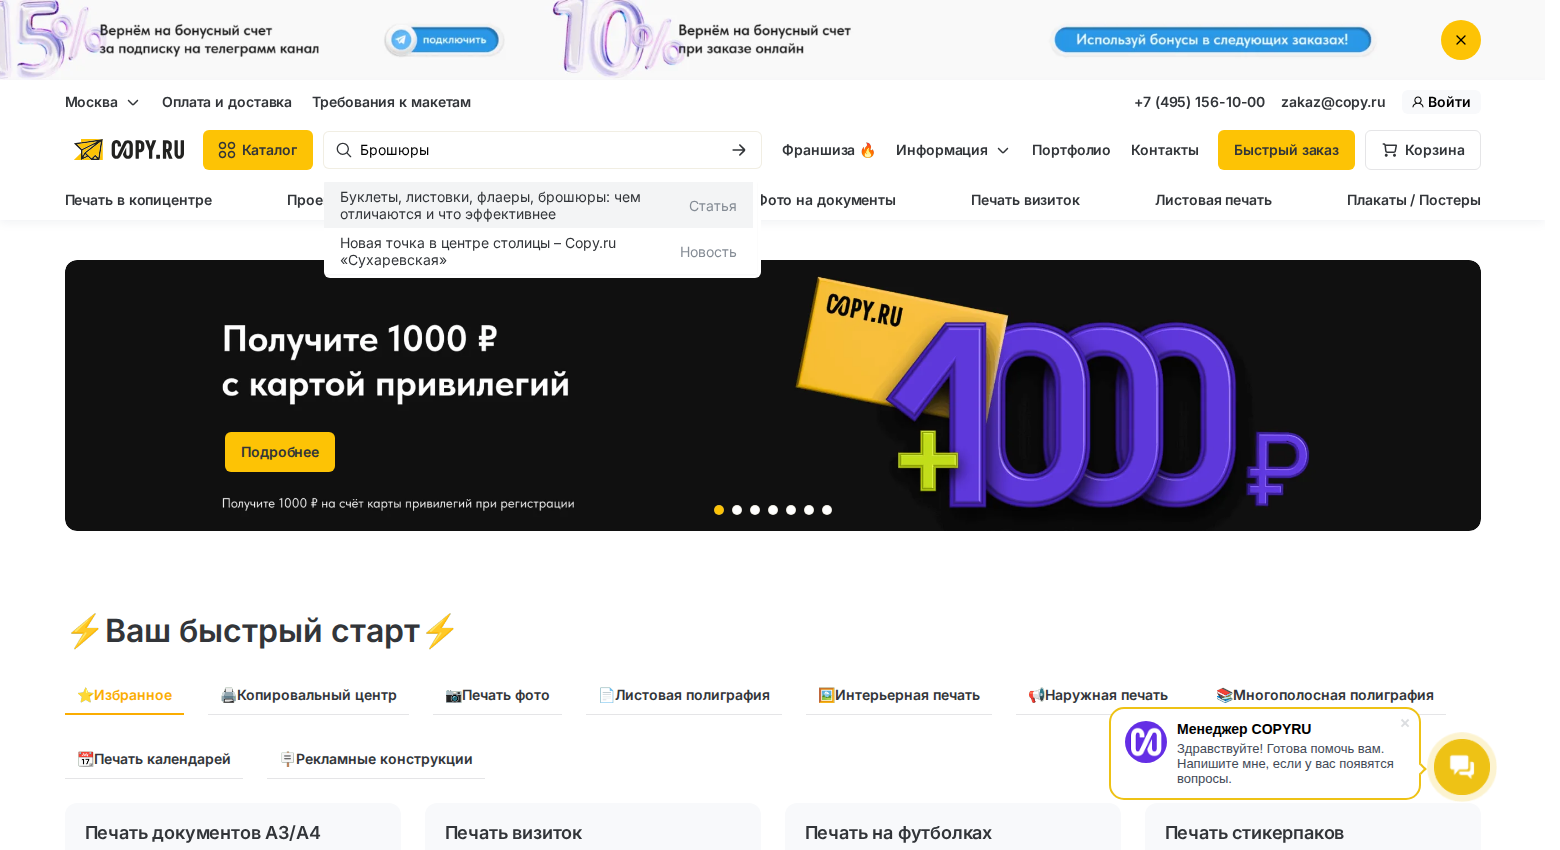 15%
Вернём на бонусный счет
за подписку на телеграмм канал
ПОДКЛЮЧИТЬ
10%
Вернём на бонусный счет
при заказе онлайн
Используй бонусы в следующих заказах!
Москва
Оплата и доставка
Требования к макетам
+7 (495) 156-10-00
zakaz@copy.ru
Войти
COPY.RU
Каталог
Брошюры
Франшиза 🔥
Информация
Портфолио
Контакты
Быстрый заказ
Корзина
Печать в копицентре
Прое
Фото на документы
Печать визиток
Листовая печать
Плакаты / Постеры
Буклеты, листовки, флаеры, брошюры: чем
отличаются и что эффективнее
Статья
Новая точка в центре столицы – Copy.ru
«Сухаревская»
Новость
Получите 1000 ₽
с картой привилегий
Подробнее
Получите 1000 ₽ на счёт карты привилегий при регистрации
COPY.RU
+1000 ₽
⚡Ваш быстрый старт⚡
⭐Избранное
🖨️Копировальный центр
📷Печать фото
📄Листовая полиграфия
🖼️Интерьерная печать
📢Наружная печать
📚Многополосная полиграфия
📆Печать календарей
🪧Рекламные конструкции
Менеджер COPYRU
Здравствуйте! Готова помочь вам.
Напишите мне, если у вас появятся
вопросы.
Печать документов А3/А4
Печать визиток
Печать на футболках
Печать стикерпаков